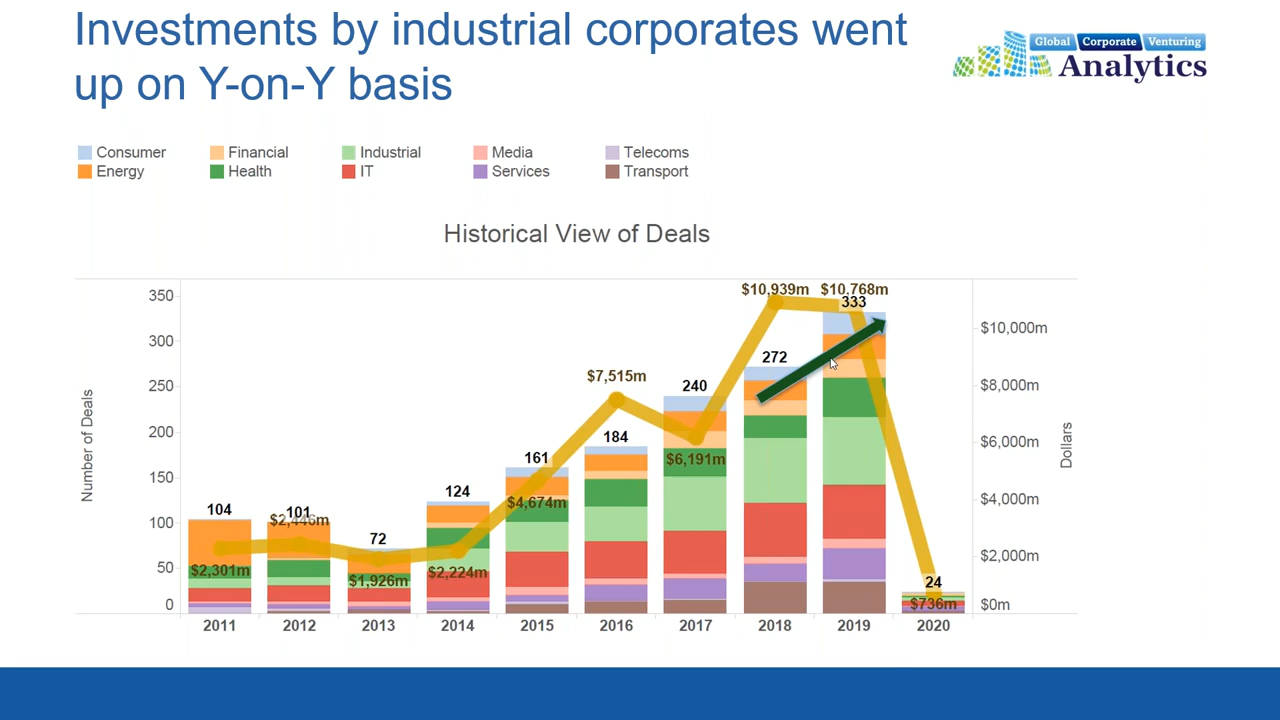 Investments by industrial corporates went
up on Y-on-Y basis
Global Corporate Venturing
Analytics
Consumer Financial Industrial Media Telecoms
Energy Health IT Services Transport
Historical View of Deals
Number of Deals
350
300
250
200
150
100
50
0
104
$2,301m
101
$2,446m
72
$1,926m
124
$2,224m
161
$4,674m
$7,515m
184
240
$6,191m
$10,939m
272
$10,768m
333
24
$736m
$10,000m
$8,000m
$6,000m
$4,000m
$2,000m
$0m
Dollars
2011 2012 2013 2014 2015 2016 2017 2018 2019 2020